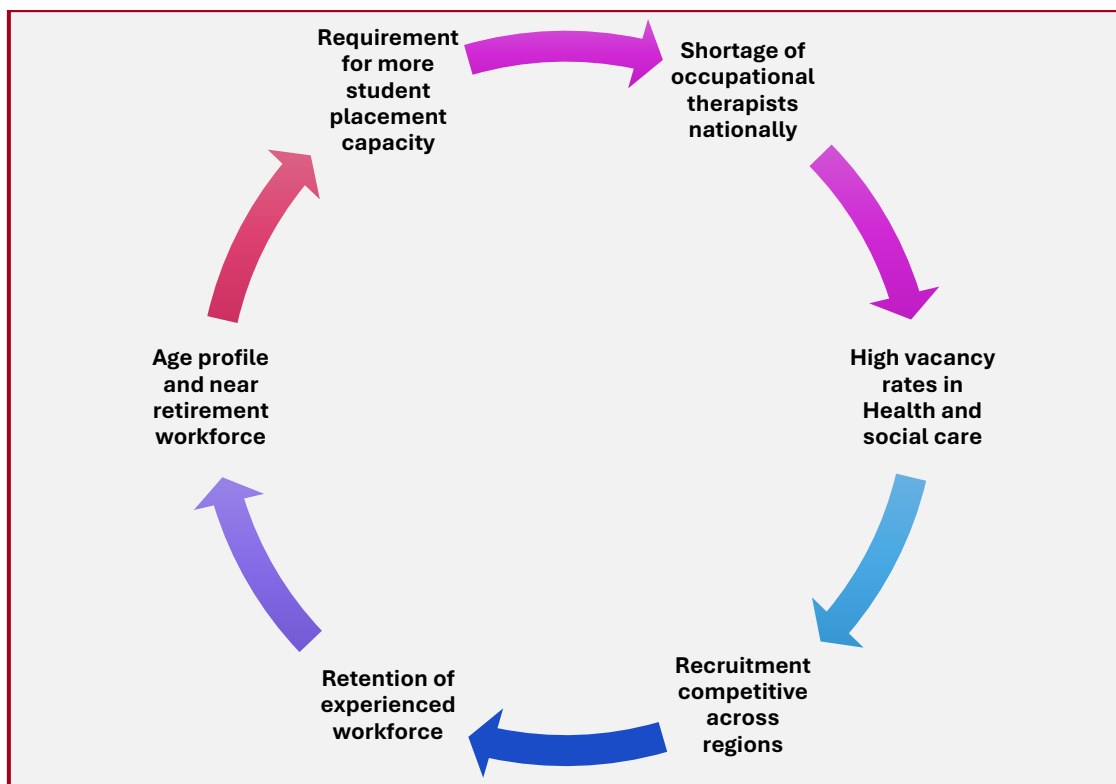 Requirement
for more
student
placement
capacity
Shortage of
occupational
therapists
nationally
High vacancy
rates in
Health and
social care
Recruitment
competitive
across
regions
Retention of
experienced
workforce
Age profile
and near
retirement
workforce